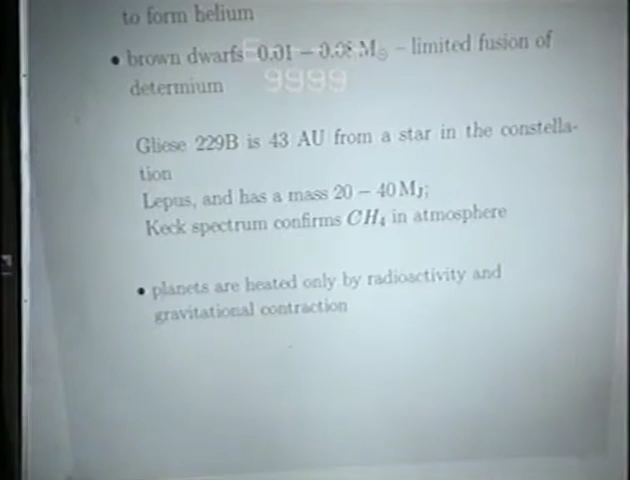 to form helium
• brown dwarfs 0.01 – 0.08 M☉ – limited fusion of
determium
9999
Gliese 229B is 43 AU from a star in the constella-
tion
Lepus, and has a mass 20 – 40 MJ;
Keck spectrum confirms CH₄ in atmosphere
• planets are heated only by radioactivity and
gravitational contraction